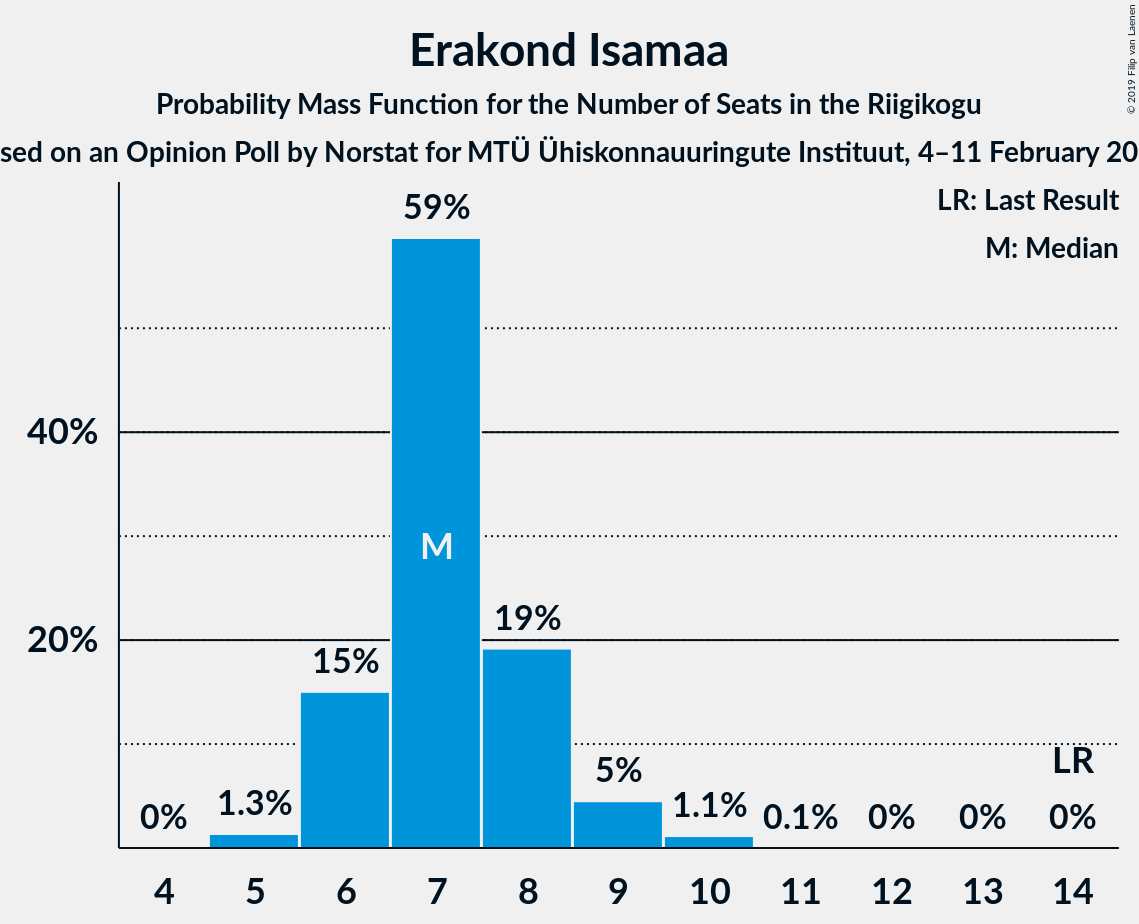 Erakond Isamaa
Probability Mass Function for the Number of Seats in the Riigikogu
sed on an Opinion Poll by Norstat for MTÜ Ühiskonnauuringute Instituut, 4–11 February 20
© 2019 Filip van Laenen
LR: Last Result
M: Median
59%
40%
M
20%
19%
15%
LR
5%
1.3%
1.1%
0%
0.1%
0%
0%
0%
4 5 6 7 8 9 10 11 12 13 14